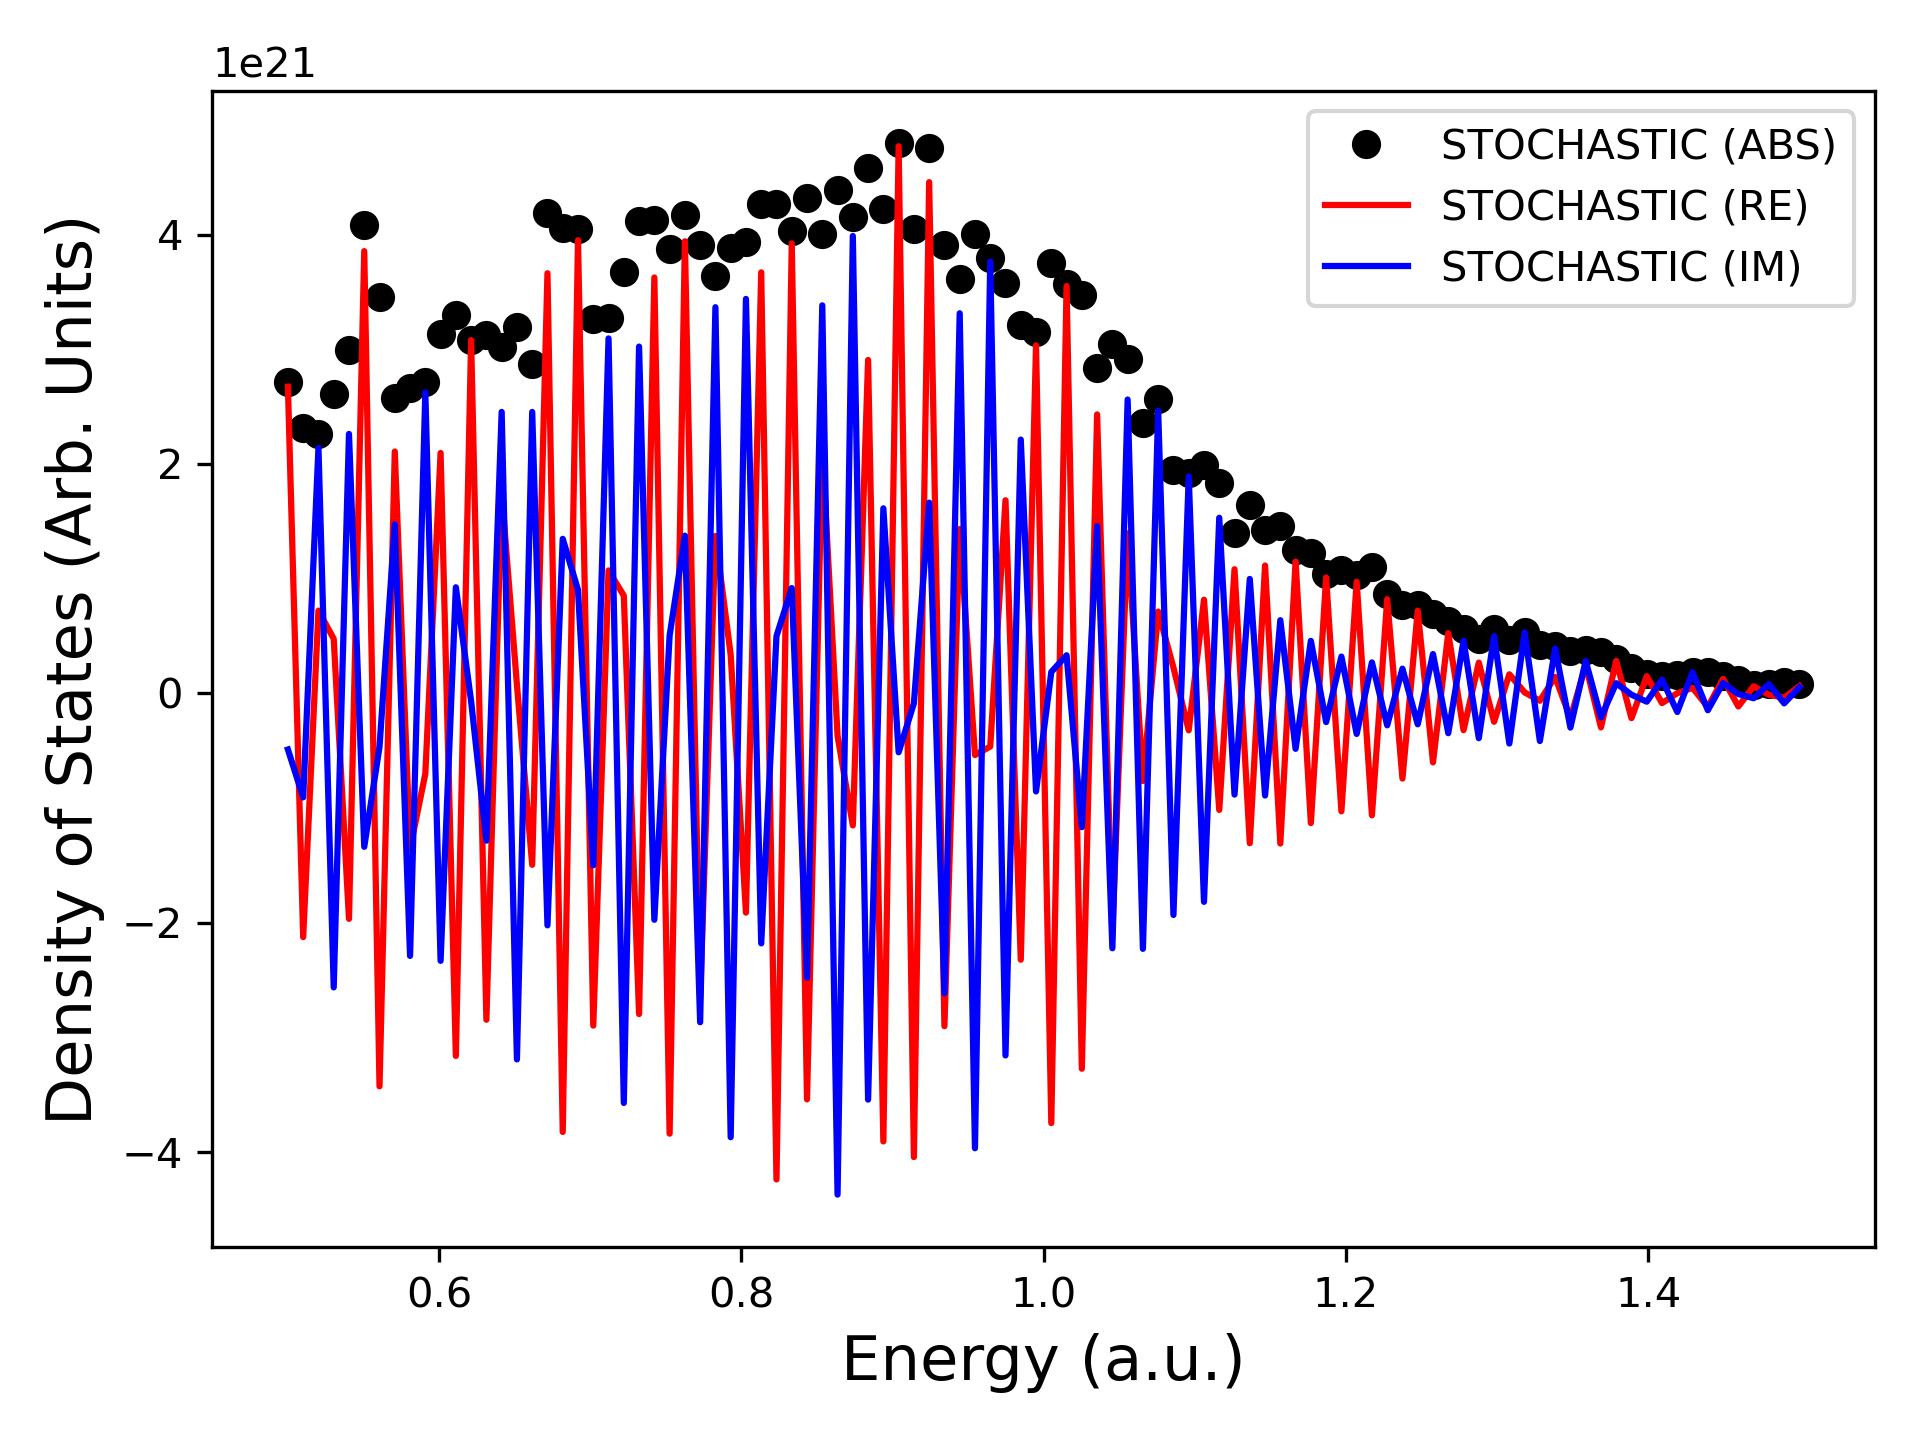 1e21
STOCHASTIC (ABS)
STOCHASTIC (RE)
STOCHASTIC (IM)
Density of States (Arb. Units)
4
2
0
−2
−4
0.6 0.8 1.0 1.2 1.4
Energy (a.u.)